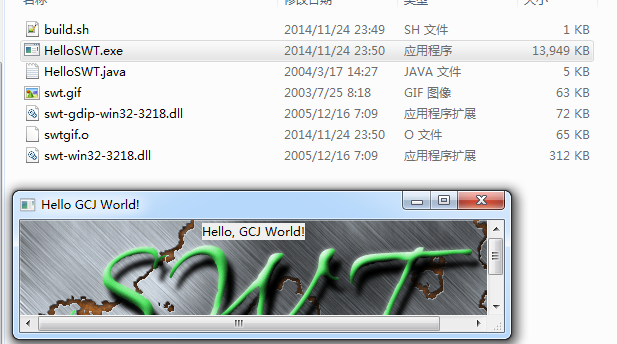 名称 修改日期 类型 大小
build.sh 2014/11/24 23:49 SH 文件 1 KB
HelloSWT.exe 2014/11/24 23:50 应用程序 13,949 KB
HelloSWT.java 2004/3/17 14:27 JAVA 文件 5 KB
swt.gif 2003/7/25 8:18 GIF 图像 63 KB
swt-gdip-win32-3218.dll 2005/12/16 7:09 应用程序扩展 72 KB
swtgif.o 2014/11/24 23:50 O 文件 65 KB
swt-win32-3218.dll 2005/12/16 7:09 应用程序扩展 312 KB
Hello GCJ World!
Hello, GCJ World!
SWT